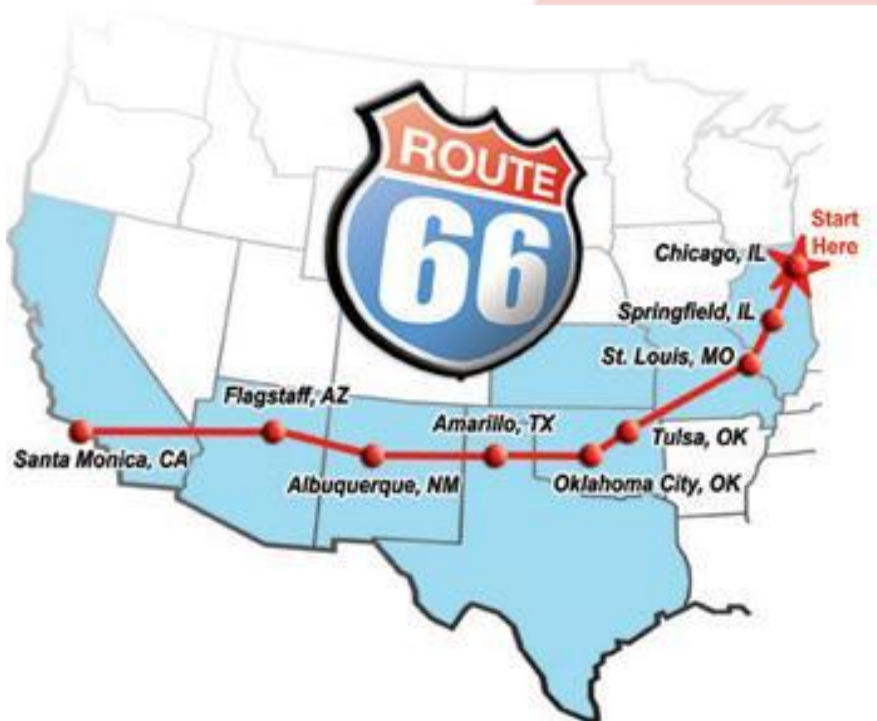 ROUTE
66
Start
Here
Chicago, IL
Springfield, IL
St. Louis, MO
Flagstaff, AZ
Amarillo, TX
Tulsa, OK
Santa Monica, CA
Albuquerque, NM
Oklahoma City, OK